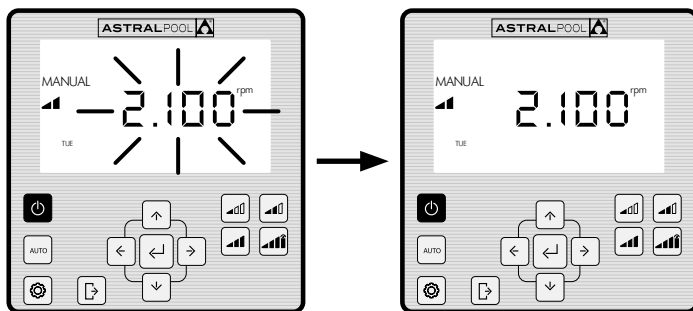 ASTRALPOOL
MANUAL
2.100 rpm
TUE
AUTO
ASTRALPOOL
MANUAL
2.100 rpm
TUE
AUTO